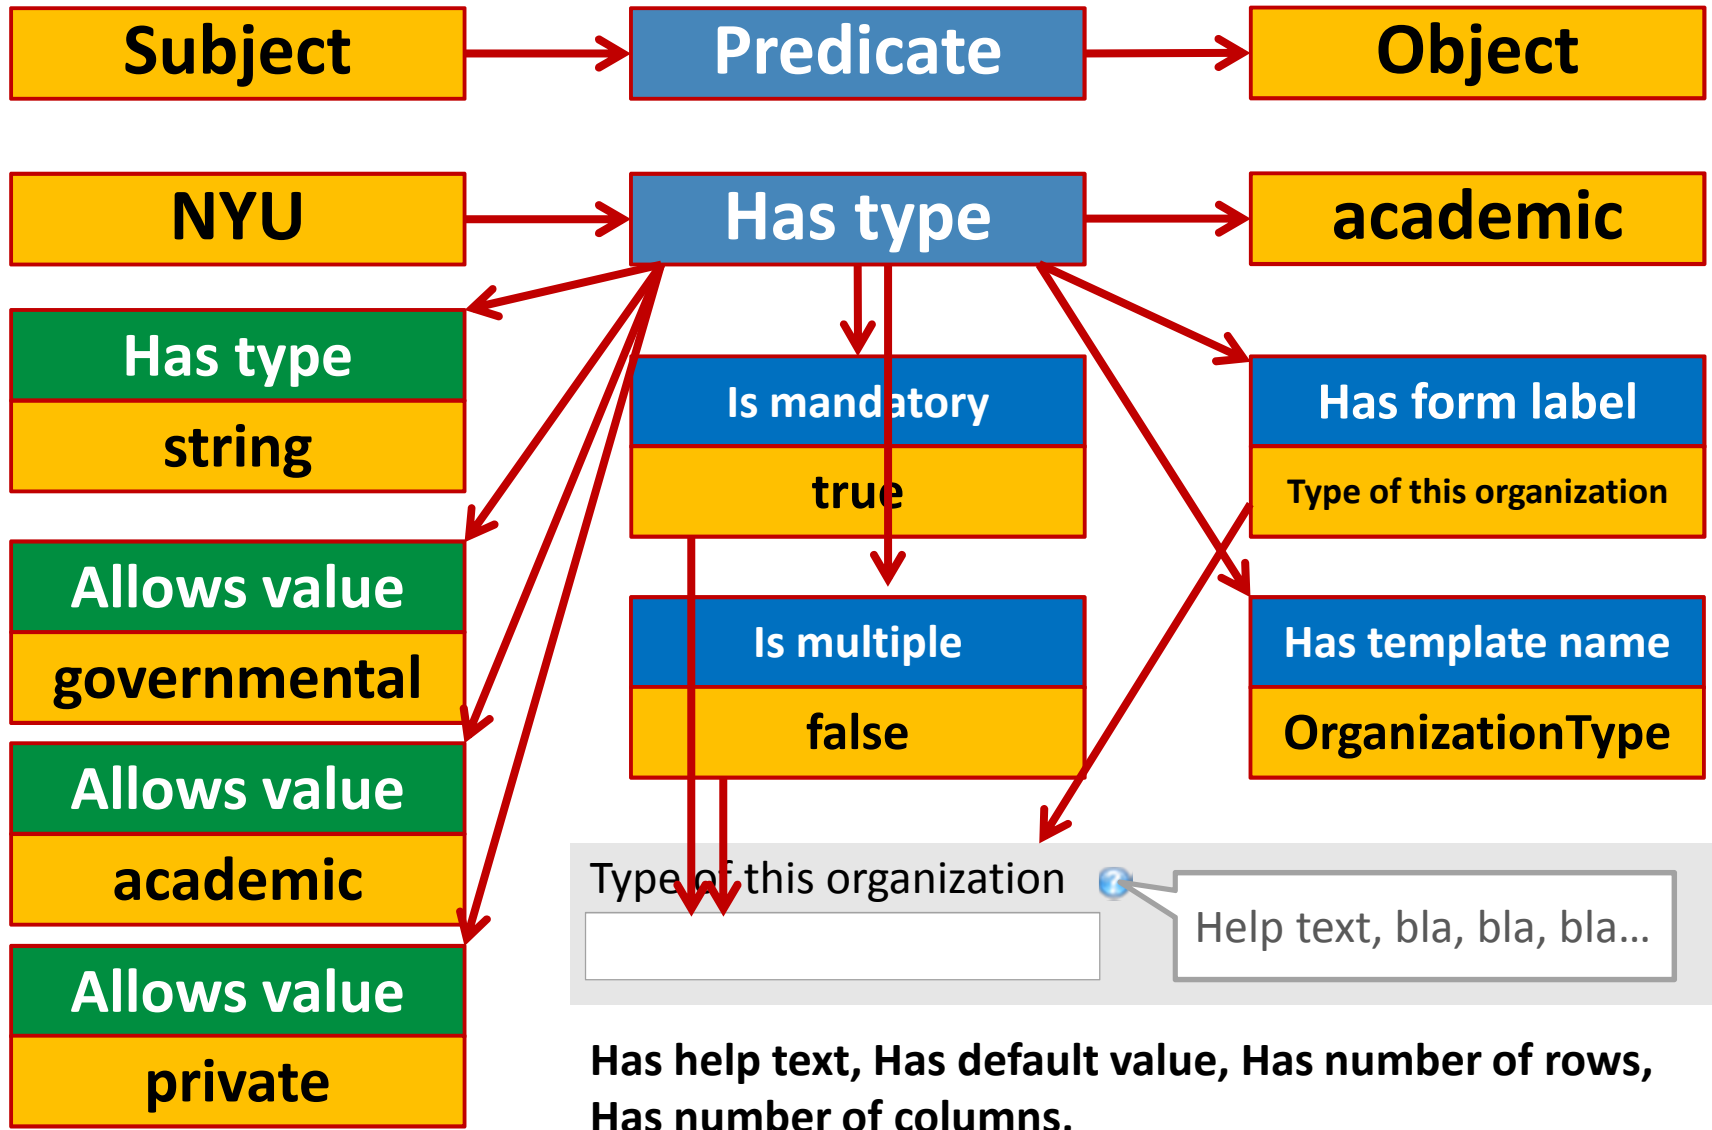 Subject
Predicate
Object
NYU
Has type
academic
Has type
string
Is mandatory
true
Has form label
Type of this organization
Allows value
governmental
Is multiple
false
Has template name
OrganizationType
Allows value
academic
Type of this organization
Help text, bla, bla, bla...
Allows value
private
Has help text, Has default value, Has number of rows,
Has number of columns.